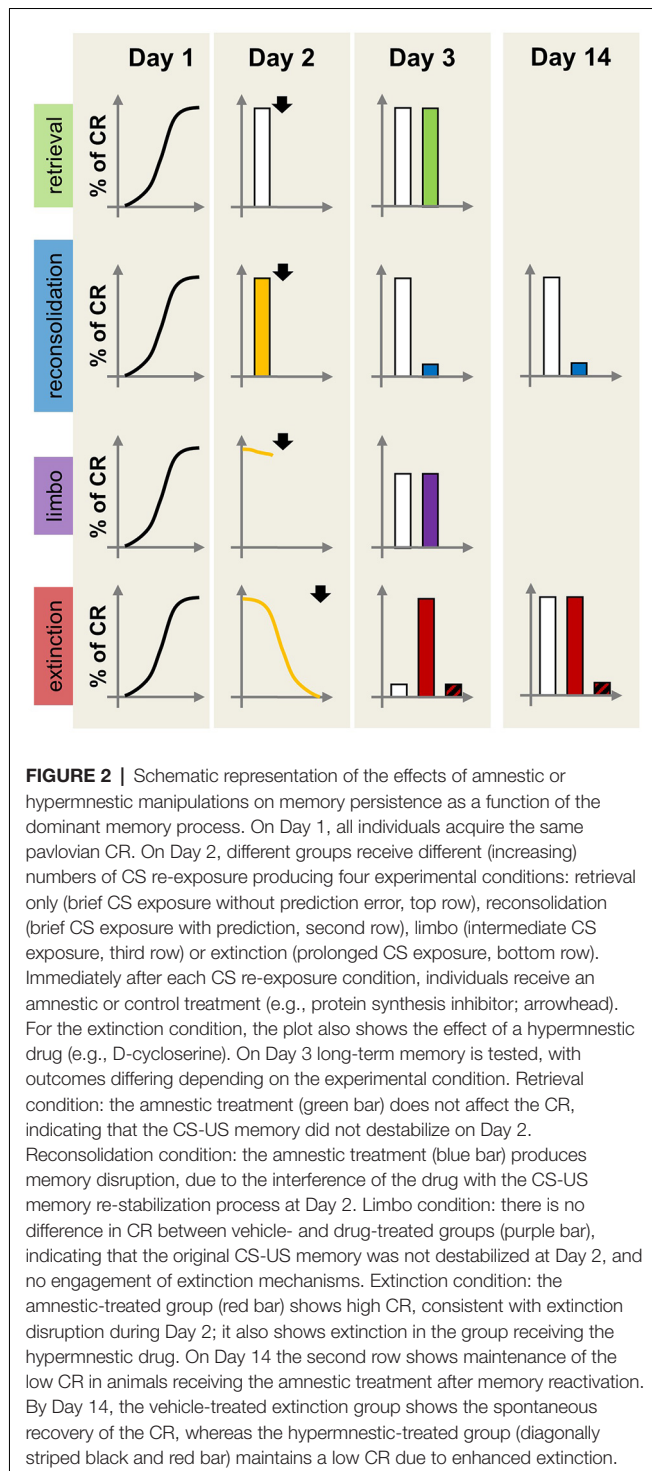 Day 1 Day 2 Day 3 Day 14
retrieval
% of CR
reconsolidation
% of CR
limbo
% of CR
extinction
% of CR
FIGURE 2 | Schematic representation of the effects of amnestic or
hypermnestic manipulations on memory persistence as a function of the
dominant memory process. On Day 1, all individuals acquire the same
pavlovian CR. On Day 2, different groups receive different (increasing)
numbers of CS re-exposure producing four experimental conditions: retrieval
only (brief CS exposure without prediction error, top row), reconsolidation
(brief CS exposure with prediction, second row), limbo (intermediate CS
exposure, third row) or extinction (prolonged CS exposure, bottom row).
Immediately after each CS re-exposure condition, individuals receive an
amnestic or control treatment (e.g., protein synthesis inhibitor; arrowhead).
For the extinction condition, the plot also shows the effect of a hypermnestic
drug (e.g., D-cycloserine). On Day 3 long-term memory is tested, with
outcomes differing depending on the experimental condition. Retrieval
condition: the amnestic treatment (green bar) does not affect the CR,
indicating that the CS-US memory did not destabilize on Day 2.
Reconsolidation condition: the amnestic treatment (blue bar) produces
memory disruption, due to the interference of the drug with the CS-US
memory re-stabilization process at Day 2. Limbo condition: there is no
difference in CR between vehicle- and drug-treated groups (purple bar),
indicating that the original CS-US memory was not destabilized at Day 2, and
no engagement of extinction mechanisms. Extinction condition: the
amnestic-treated group (red bar) shows high CR, consistent with extinction
disruption during Day 2; it also shows extinction in the group receiving the
hypermnestic drug. On Day 14 the second row shows maintenance of the
low CR in animals receiving the amnestic treatment after memory reactivation.
By Day 14, the vehicle-treated extinction group shows the spontaneous
recovery of the CR, whereas the hypermnestic-treated group (diagonally
striped black and red bar) maintains a low CR due to enhanced extinction.